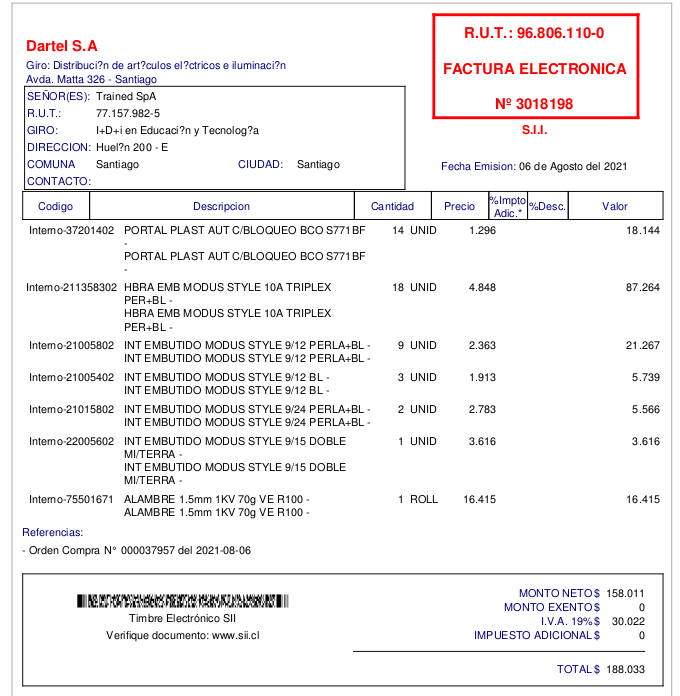 Dartel S.A
Giro: Distribuci?n de art?culos el?ctricos e iluminaci?n
Avda. Matta 326 - Santiago
R.U.T.: 96.806.110-0
FACTURA ELECTRONICA
Nº 3018198
S.I.I.
SEÑOR(ES): Trained SpA
R.U.T.: 77.157.982-5
GIRO: I+D+i en Educaci?n y Tecnolog?a
DIRECCION: Huel?n 200 - E
COMUNA Santiago CIUDAD: Santiago
CONTACTO:
Fecha Emision: 06 de Agosto del 2021
Codigo Descripcion Cantidad Precio %Impto Adic.* %Desc. Valor
Interno-37201402 PORTAL PLAST AUT C/BLOQUEO BCO S771BF 14 UNID 1.296 18.144
-
PORTAL PLAST AUT C/BLOQUEO BCO S771BF
-
Interno-211358302 HBRA EMB MODUS STYLE 10A TRIPLEX 18 UNID 4.848 87.264
PER+BL -
HBRA EMB MODUS STYLE 10A TRIPLEX
PER+BL -
Interno-21005802 INT EMBUTIDO MODUS STYLE 9/12 PERLA+BL - 9 UNID 2.363 21.267
INT EMBUTIDO MODUS STYLE 9/12 PERLA+BL -
Interno-21005402 INT EMBUTIDO MODUS STYLE 9/12 BL - 3 UNID 1.913 5.739
INT EMBUTIDO MODUS STYLE 9/12 BL -
Interno-21015802 INT EMBUTIDO MODUS STYLE 9/24 PERLA+BL - 2 UNID 2.783 5.566
INT EMBUTIDO MODUS STYLE 9/24 PERLA+BL -
Interno-22005602 INT EMBUTIDO MODUS STYLE 9/15 DOBLE 1 UNID 3.616 3.616
MI/TERRA -
INT EMBUTIDO MODUS STYLE 9/15 DOBLE
MI/TERRA -
Interno-75501671 ALAMBRE 1.5mm 1KV 70g VE R100 - 1 ROLL 16.415 16.415
ALAMBRE 1.5mm 1KV 70g VE R100 -
Referencias:
- Orden Compra N° 000037957 del 2021-08-06
Timbre Electrónico SII
Verifique documento: www.sii.cl
MONTO NETO $ 158.011
MONTO EXENTO $ 0
I.V.A. 19% $ 30.022
IMPUESTO ADICIONAL $ 0
TOTAL $ 188.033